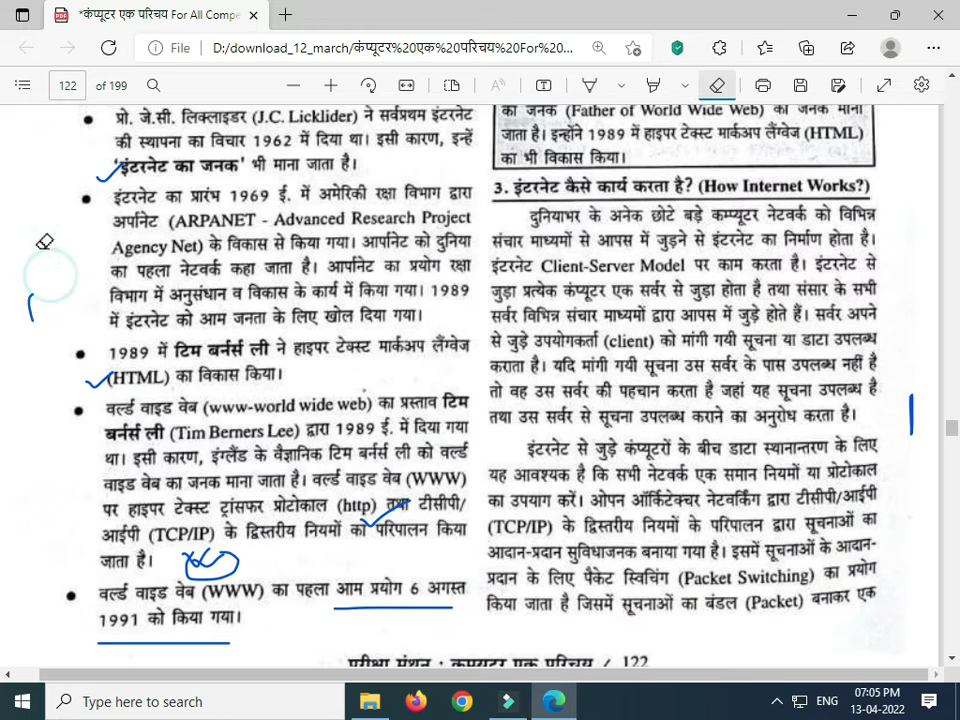 *कंप्यूटर एक परिचय For All Compe
File
D:/download_12_march/कंप्यूटर%20एक%20परिचय%20For%20...
122 of 199
प्रो. जे.सी. लिक्लाइडर (J.C. Licklider) ने सर्वप्रथम इंटरनेट
की स्थापना का विचार 1962 में दिया था। इसी कारण, इन्हें
'इंटरनेट का जनक' भी माना जाता है।
इंटरनेट का प्रारंभ 1969 ई. में अमेरिकी रक्षा विभाग द्वारा
अर्पानेट (ARPANET - Advanced Research Project
Agency Net) के विकास से किया गया। आर्पानेट को दुनिया
का पहला नेटवर्क कहा जाता है। आर्पानेट का प्रयोग रक्षा
विभाग में अनुसंधान व विकास के कार्य में किया गया। 1989
में इंटरनेट को आम जनता के लिए खोल दिया गया।
1989 में टिम बर्नर्स ली ने हाइपर टेक्स्ट मार्कअप लैंग्वेज
(HTML) का विकास किया।
वर्ल्ड वाइड वेब (www-world wide web) का प्रस्ताव टिम
बर्नर्स ली (Tim Berners Lee) द्वारा 1989 ई. में दिया गया
था। इसी कारण, इंग्लैंड के वैज्ञानिक टिम बर्नर्स ली को वर्ल्ड
वाइड वेब का जनक माना जाता है। वर्ल्ड वाइड वेब (WWW)
पर हाइपर टेक्स्ट ट्रांसफर प्रोटोकाल (http) तथा टीसीपी/
आईपी (TCP/IP) के द्विस्तरीय नियमों को परिपालन किया
जाता है।
वर्ल्ड वाइड वेब (WWW) का पहला आम प्रयोग 6 अगस्त
1991 को किया गया।
का जनक (Father of World Wide Web) का जनक माना
जाता है। इन्होंने 1989 में हाइपर टेक्स्ट मार्कअप लैंग्वेज (HTML)
का भी विकास किया।
3. इंटरनेट कैसे कार्य करता है? (How Internet Works?)
दुनियाभर के अनेक छोटे बड़े कम्प्यूटर नेटवर्क को विभिन्न
संचार माध्यमों से आपस में जुड़ने से इंटरनेट का निर्माण होता है।
इंटरनेट Client-Server Model पर काम करता है। इंटरनेट से
जुड़ा प्रत्येक कंप्यूटर एक सर्वर से जुड़ा होता है तथा संसार के सभी
सर्वर विभिन्न संचार माध्यमों द्वारा आपस में जुड़े होते हैं। सर्वर अपने
से जुड़े उपयोगकर्ता (client) को मांगी गयी सूचना या डाटा उपलब्ध
कराता है। यदि मांगी गयी सूचना उस सर्वर के पास उपलब्ध नहीं है
तो वह उस सर्वर की पहचान करता है जहां यह सूचना उपलब्ध है
तथा उस सर्वर से सूचना उपलब्ध कराने का अनुरोध करता है।
इंटरनेट से जुड़े कंप्यूटरों के बीच डाटा स्थानान्तरण के लिए
यह आवश्यक है कि सभी नेटवर्क एक समान नियमों या प्रोटोकाल
का उपयाग करें। ओपन ऑर्किटेक्चर नेटवर्किंग द्वारा टीसीपी/आईपी
(TCP/IP) के द्विस्तरीय नियमों के परिपालन द्वारा सूचनाओं का
आदान-प्रदान सुविधाजनक बनाया गया है। इसमें सूचनाओं के आदान-
प्रदान के लिए पैकेट स्विचिंग (Packet Switching) का प्रयोग
किया जाता है जिसमें सूचनाओं का बंडल (Packet) बनाकर एक
परीक्षा मंथन : कम्प्यूटर एक परिचय / 122
Type here to search
ENG
07:05 PM
13-04-2022